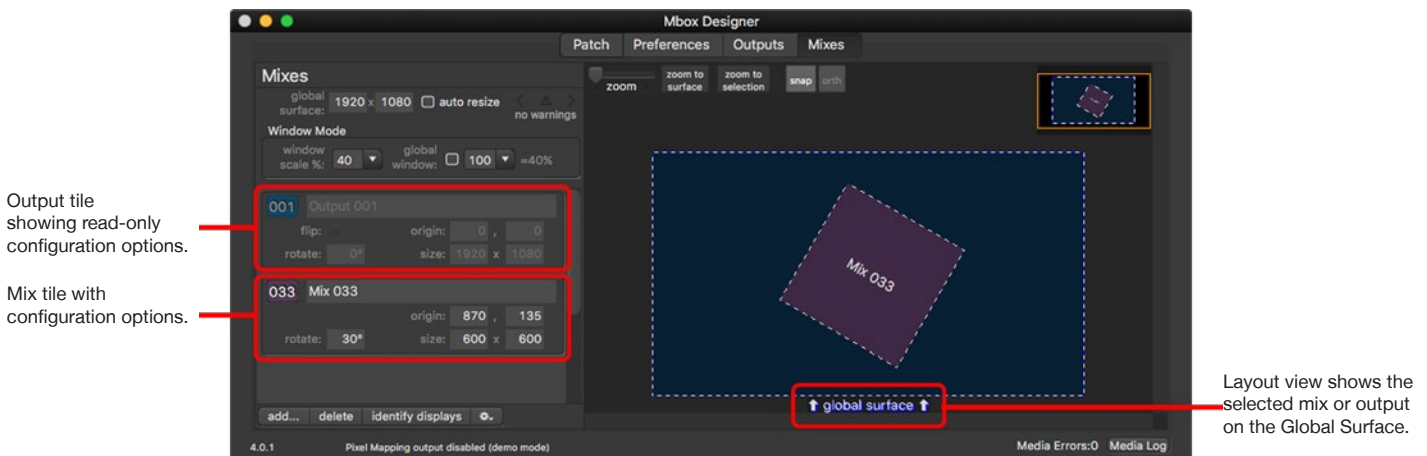 Mbox Designer
Patch Preferences Outputs Mixes
Mixes
global surface: 1920 x 1080 auto resize
no warnings
Window Mode
window scale %: 40 global window: 100 =40%
zoom
zoom to surface
zoom to selection
snap orth
Output tile
showing read-only
configuration options.
001 Output 001
flip: origin: 0 , 0
rotate: 0° size: 1920 x 1080
Mix tile with
configuration options.
033 Mix 033
origin: 870 , 135
rotate: 30° size: 600 x 600
Mix 033
global surface
Layout view shows the
selected mix or output
on the Global Surface.
add... delete identify displays
4.0.1 Pixel Mapping output disabled (demo mode) Media Errors:0 Media Log